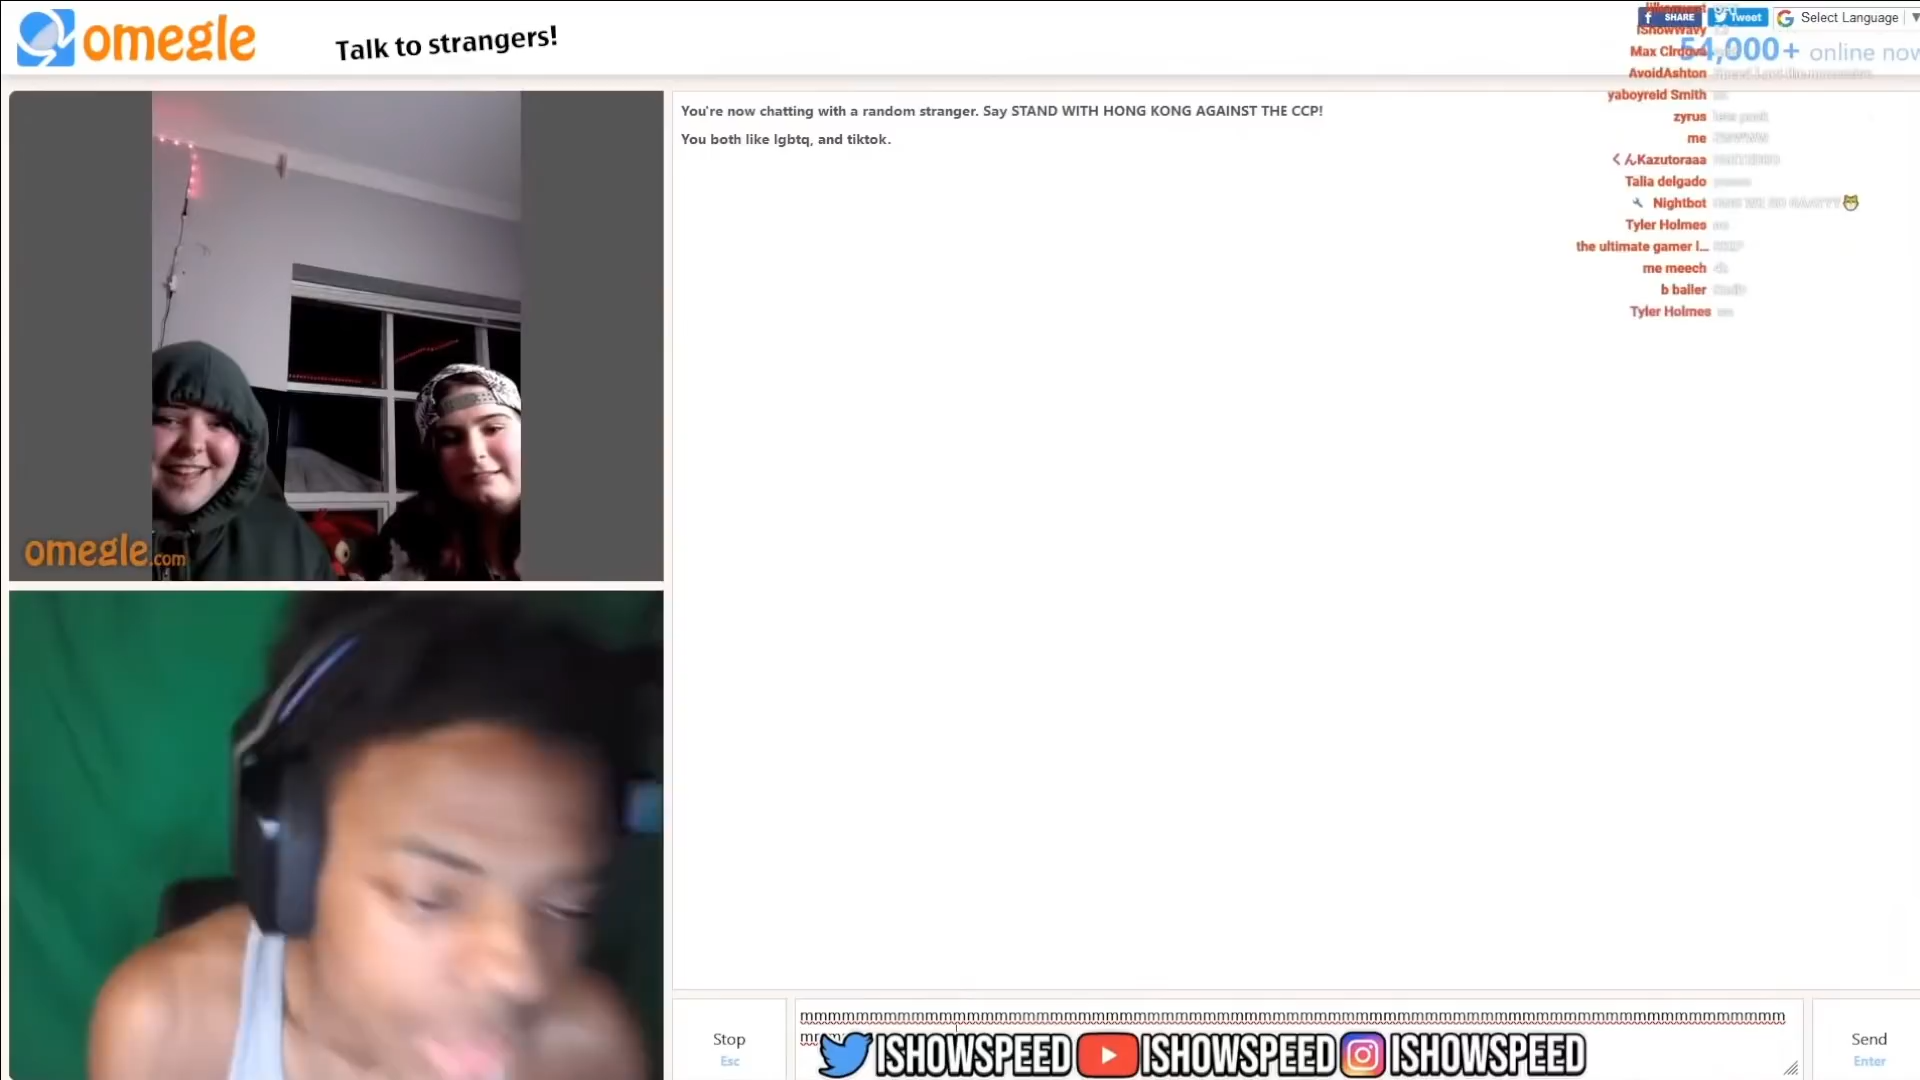 omegle
Talk to strangers!
SHARE
Tweet
Select Language
54,000+ online now
You're now chatting with a random stranger. Say STAND WITH HONG KONG AGAINST THE CCP!
You both like lgbtq, and tiktok.
IShowWavy
AvoidAshton
yaboyreid Smith
zyrus
me
くんKazutoraaa
Talia delgado
Nightbot
Tyler Holmes
the ultimate gamer l...
me meech
b baller
Tyler Holmes
omegle.com
Stop
Esc
ISHOWSPEED ISHOWSPEED ISHOWSPEED
Send
Enter